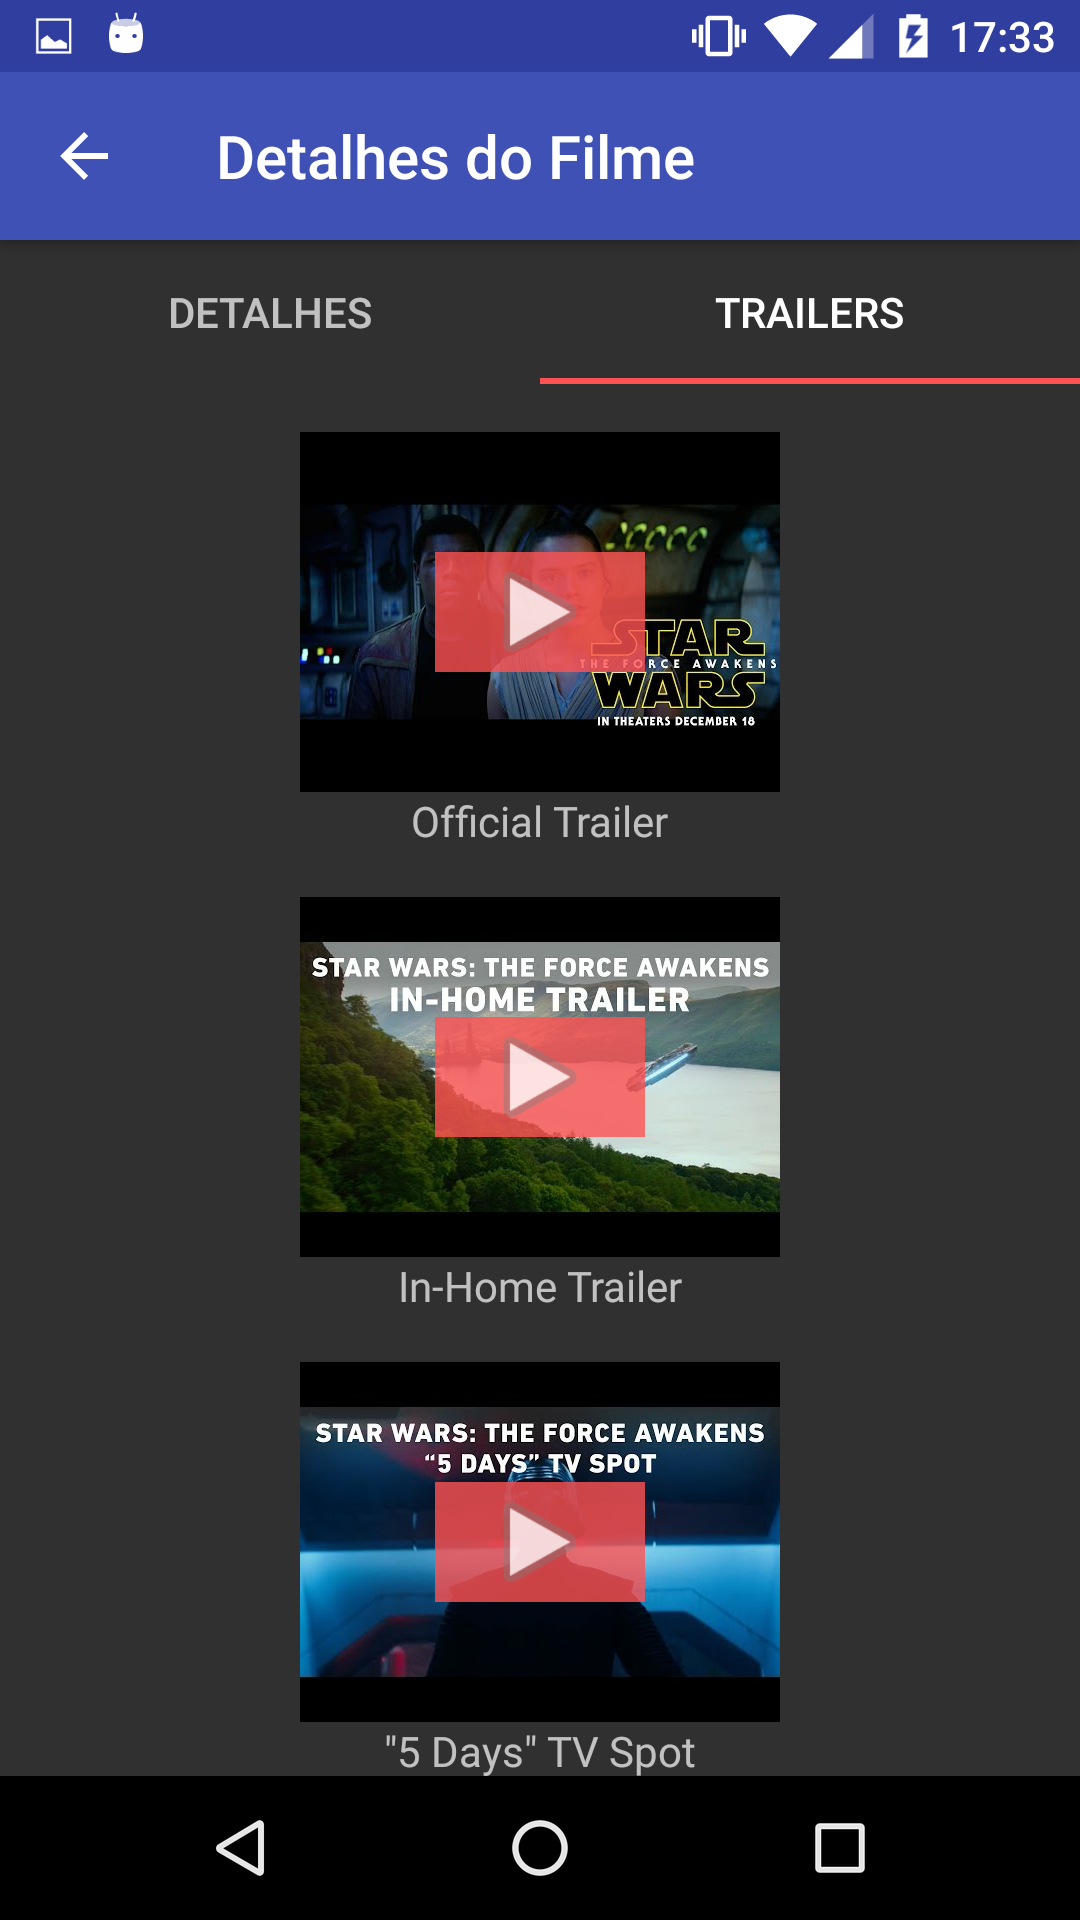 17:33
Detalhes do Filme
DETALHES
TRAILERS
STAR
THE FORCE AWAKENS
WARS
IN THEATERS DECEMBER 18
Official Trailer
STAR WARS: THE FORCE AWAKENS
IN-HOME TRAILER
In-Home Trailer
STAR WARS: THE FORCE AWAKENS
“5 DAYS” TV SPOT
"5 Days" TV Spot